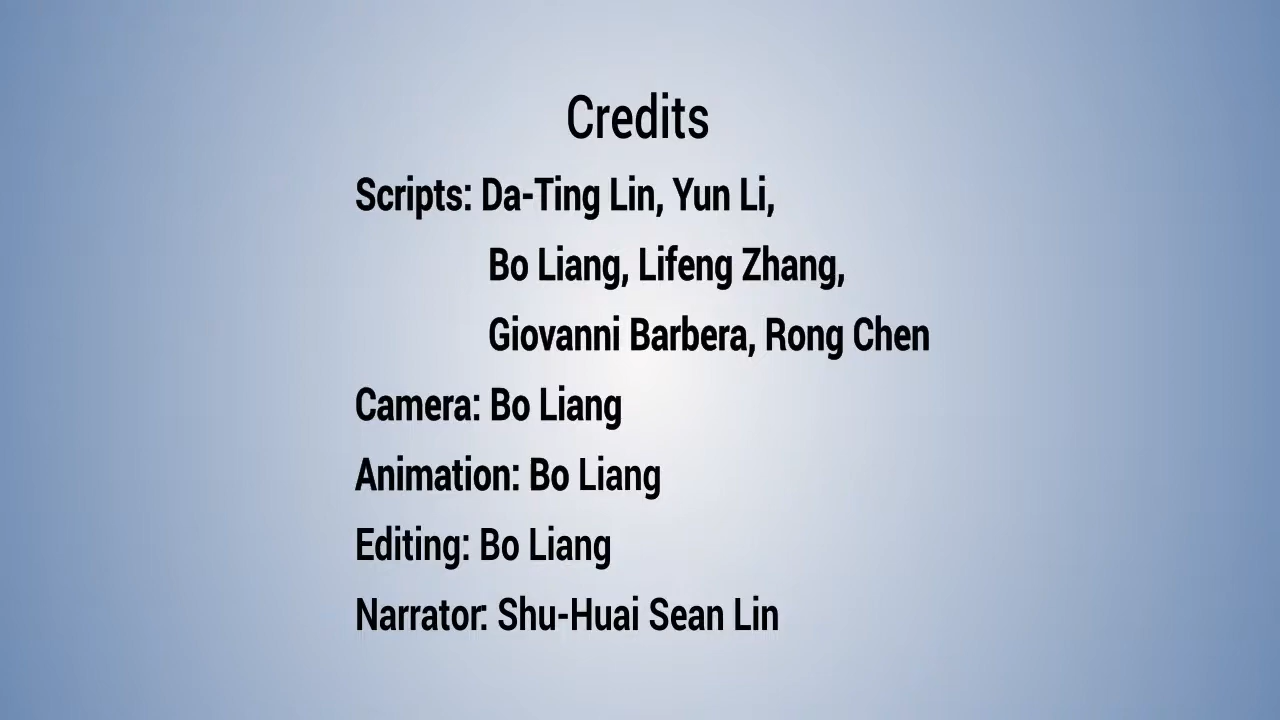 Credits
Scripts: Da-Ting Lin, Yun Li,
Bo Liang, Lifeng Zhang,
Giovanni Barbera, Rong Chen
Camera: Bo Liang
Animation: Bo Liang
Editing: Bo Liang
Narrator: Shu-Huai Sean Lin